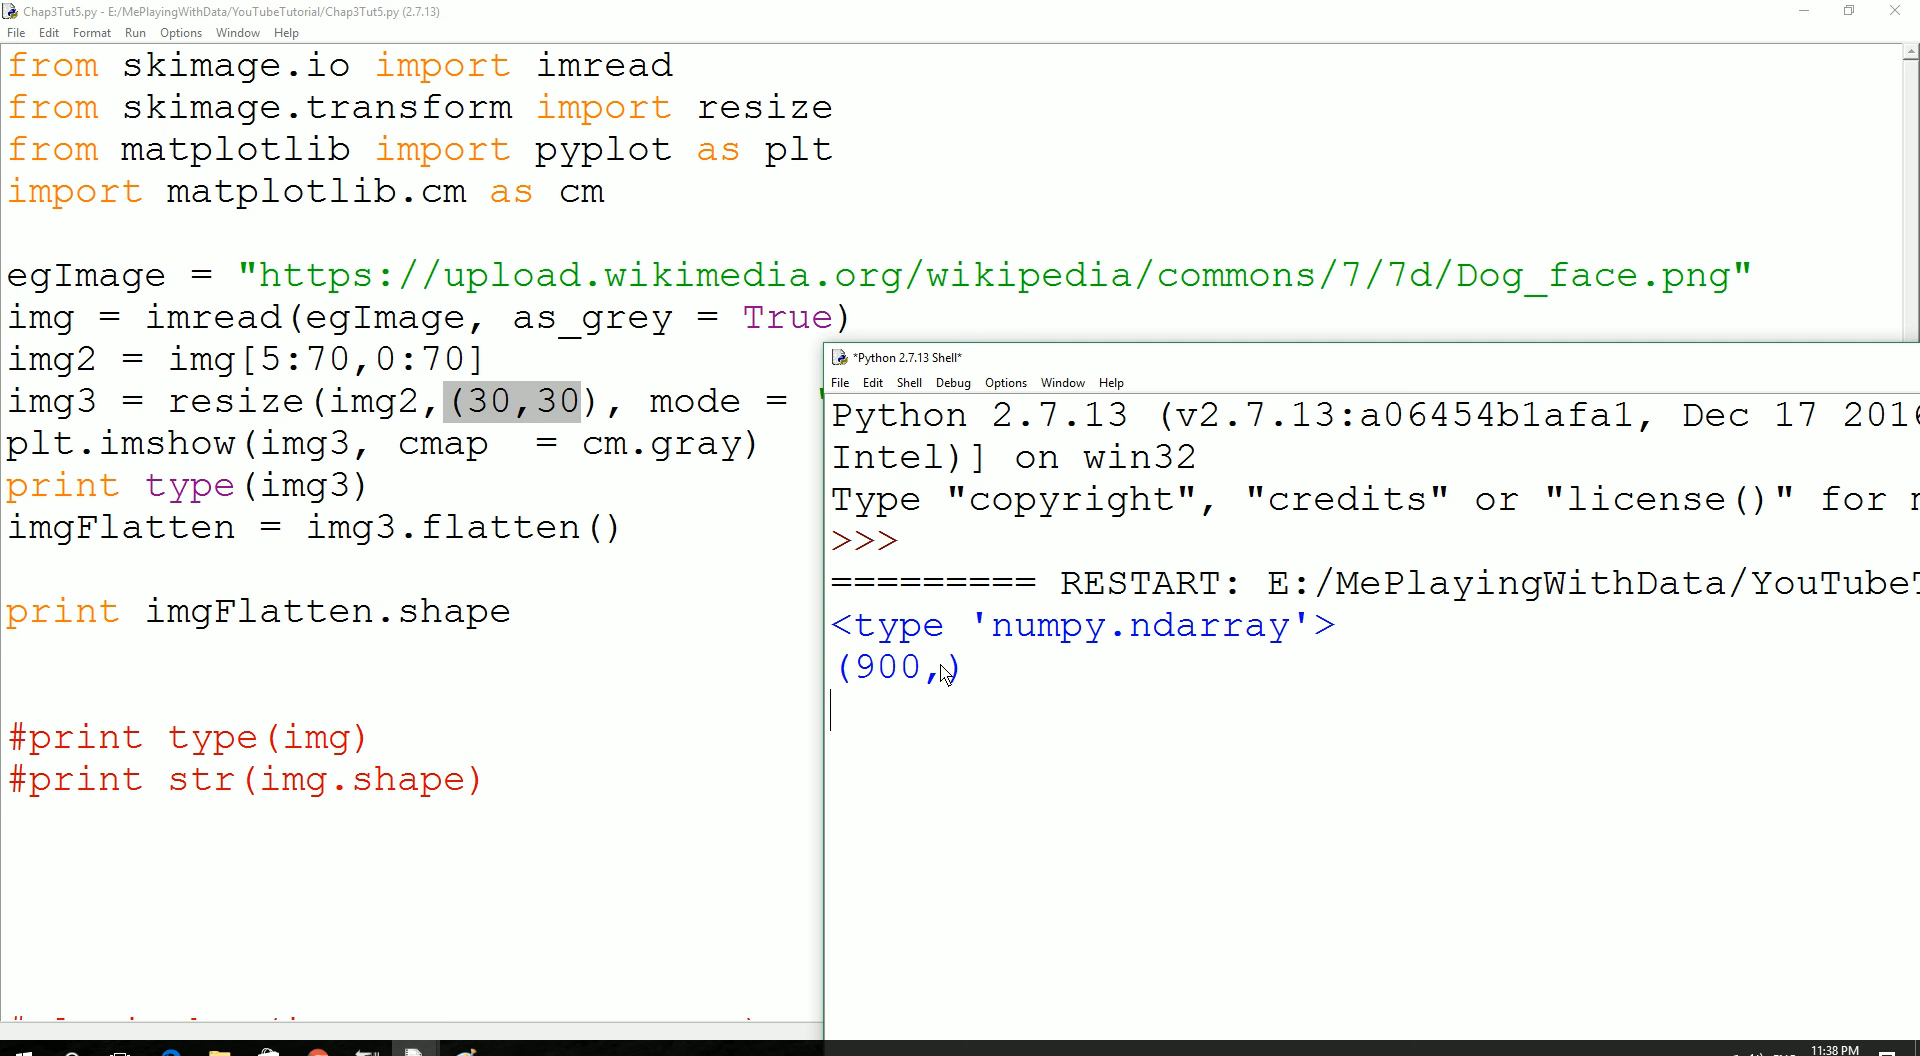 Chap3Tut5.py - E:/MePlayingWithData/YouTubeTutorial/Chap3Tut5.py (2.7.13)
File Edit Format Run Options Window Help
from skimage.io import imread
from skimage.transform import resize
from matplotlib import pyplot as plt
import matplotlib.cm as cm
egImage = "https://upload.wikimedia.org/wikipedia/commons/7/7d/Dog_face.png"
img = imread(egImage, as_grey = True)
img2 = img[5:70,0:70]
img3 = resize(img2,(30,30), mode =
plt.imshow(img3, cmap = cm.gray)
print type(img3)
imgFlatten = img3.flatten()
print imgFlatten.shape
#print type(img)
#print str(img.shape)
*Python 2.7.13 Shell*
File Edit Shell Debug Options Window Help
Python 2.7.13 (v2.7.13:a06454b1afa1, Dec 17 2016
Intel)] on win32
Type "copyright", "credits" or "license()" for
>>>
========= RESTART: E:/MePlayingWithData/YouTube
<type 'numpy.ndarray'>
(900,)
11:38 PM